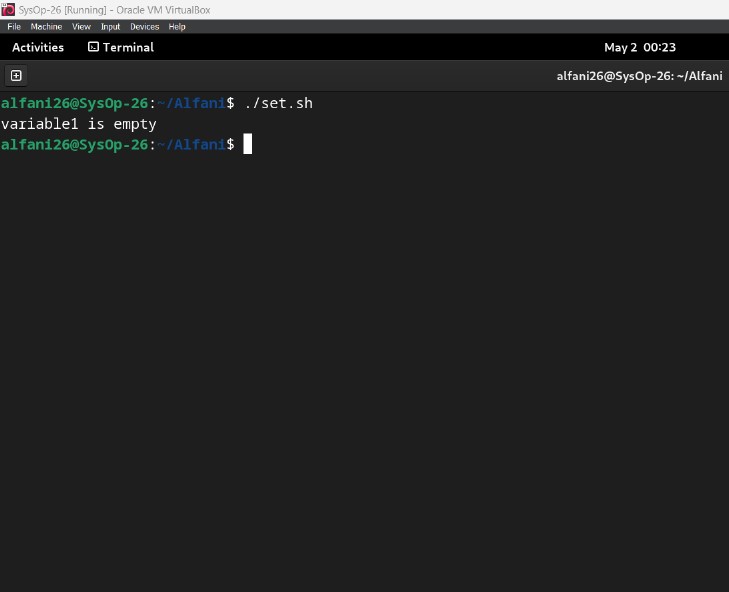 SysOp-26 [Running] - Oracle VM VirtualBox
File Machine View Input Devices Help
Activities Terminal May 2 00:23
alfani26@SysOp-26: ~/Alfani
alfani26@SysOp-26:~/Alfani$ ./set.sh
variable1 is empty
alfani26@SysOp-26:~/Alfani$